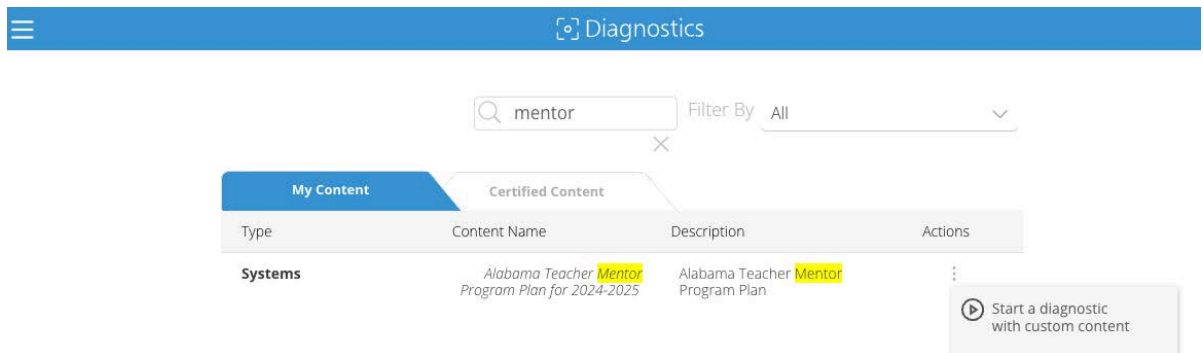 Diagnostics
mentor
Filter By All
My Content Certified Content
Type Content Name Description Actions
Systems Alabama Teacher Mentor Alabama Teacher Mentor
Program Plan for 2024-2025 Program Plan
Start a diagnostic
with custom content